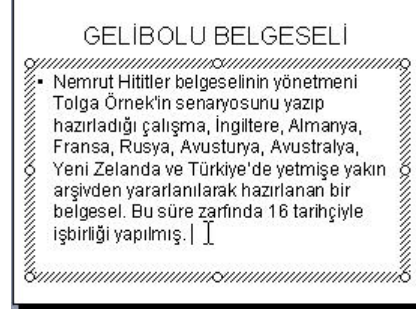 GELİBOLU BELGESELİ
▪ Nemrut Hititler belgeselinin yönetmeni
Tolga Örnek'in senaryosunu yazıp
hazırladığı çalışma, İngiltere, Almanya,
Fransa, Rusya, Avusturya, Avustralya,
Yeni Zelanda ve Türkiye'de yetmişe yakın
arşivden yararlanılarak hazırlanan bir
belgesel. Bu süre zarfında 16 tarihçiyle
işbirliği yapılmış.